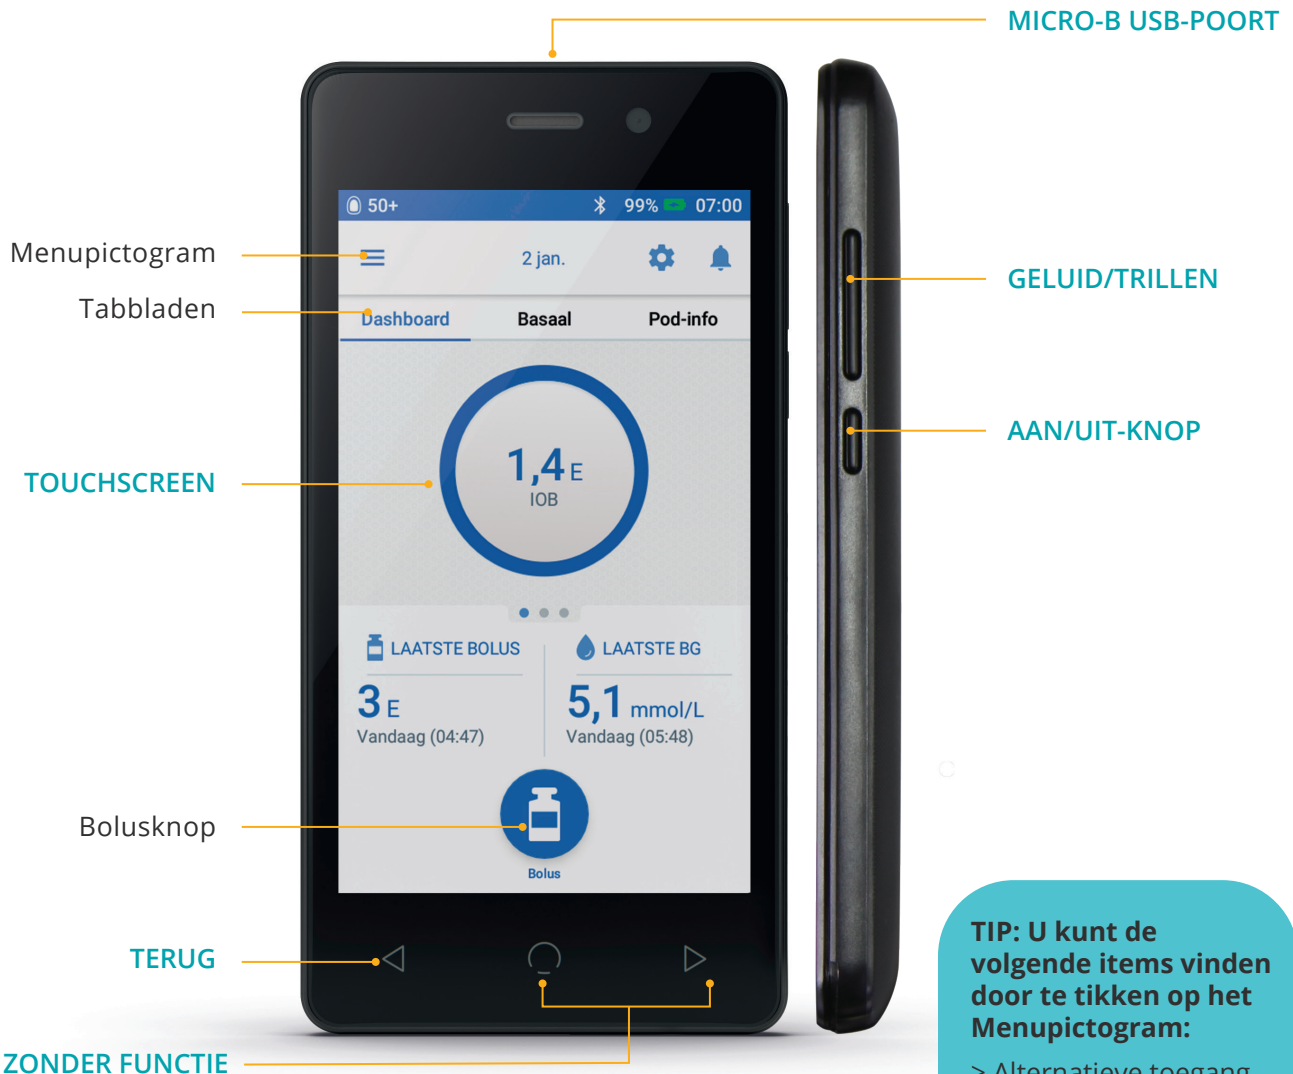 MICRO-B USB-POORT
50+ 99% 07:00
Menupictogram
2 jan.
GELUID/TRILLEN
Tabbladen
Dashboard Basaal Pod-info
AAN/UIT-KNOP
TOUCHSCREEN
1,4 E
IOB
LAATSTE BOLUS LAATSTE BG
3 E 5,1 mmol/L
Vandaag (04:47) Vandaag (05:48)
Bolusknop
Bolus
TERUG
ZONDER FUNCTIE
TIP: U kunt de
volgende items vinden
door te tikken op het
Menupictogram:
> Alternatieve toegang